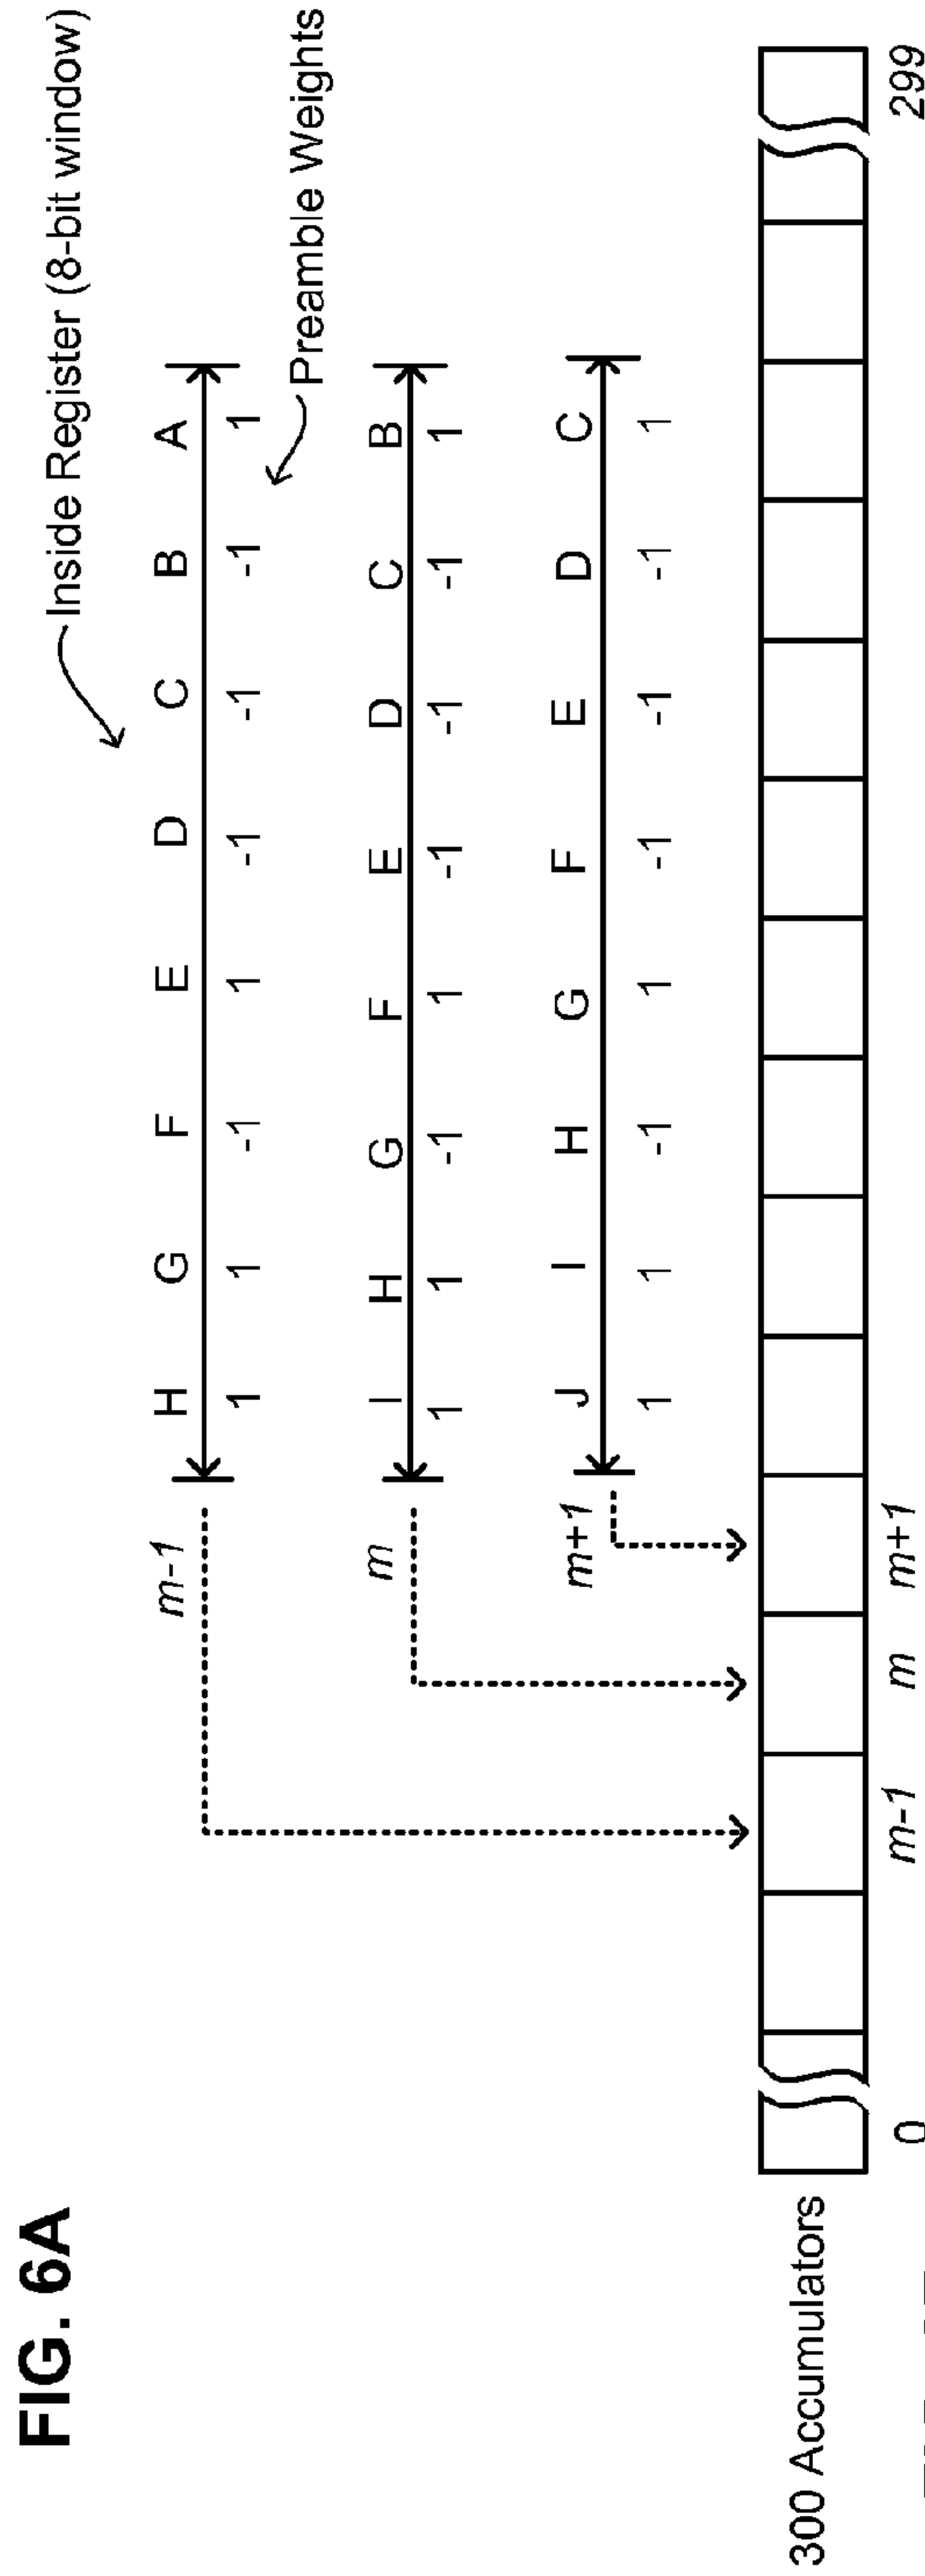 FIG. 6A
Inside Register (8-bit window)
m-1 H G F E D C B A
1 1 -1 1 -1 -1 -1 1
Preamble Weights
m I H G F E D C B
1 1 -1 1 -1 -1 -1 1
m+1 J I H G F E D C
1 1 -1 1 -1 -1 -1 1
300 Accumulators
0 m-1 m m+1 299